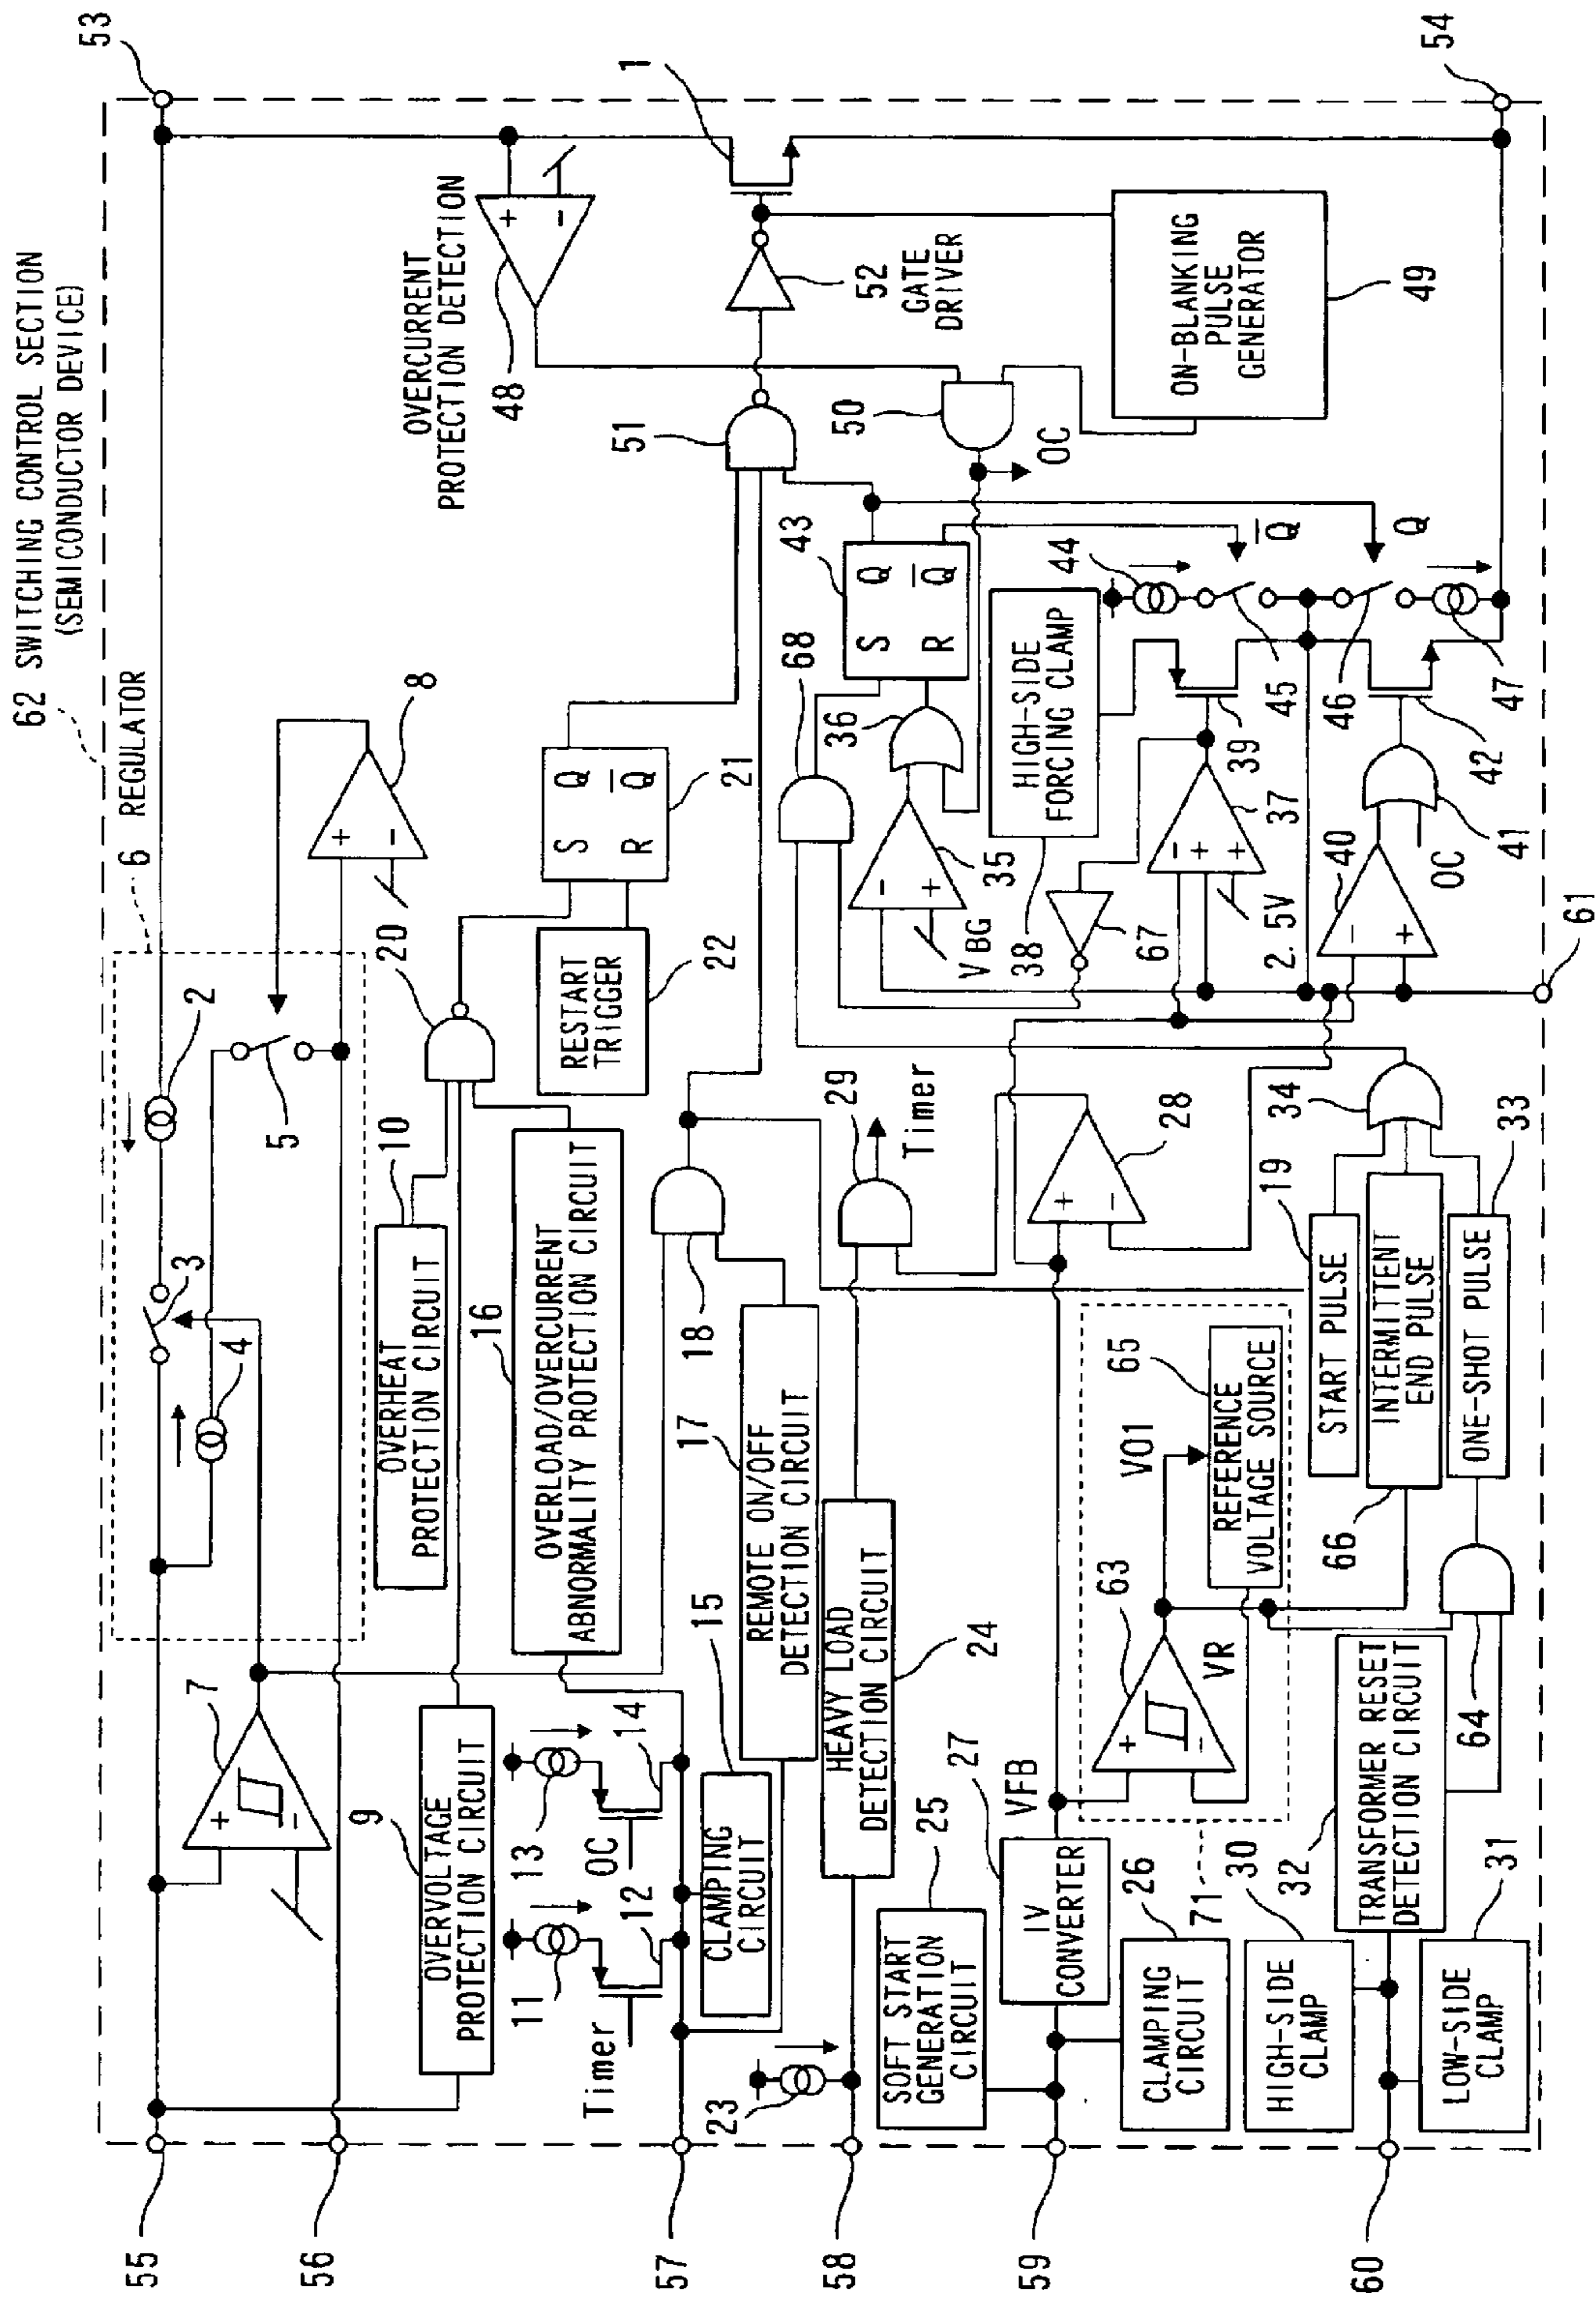 62 SWITCHING CONTROL SECTION
(SEMICONDUCTOR DEVICE)
6 REGULATOR
53
54
1
2
3
4
5
7
+
−
8
+
−
55
56
57
58
59
60
61
OVERCURRENT
PROTECTION DETECTION
48
+
−
52
GATE
DRIVER
ON-BLANKING
PULSE
GENERATOR
49
50
OC
51
9
OVERVOLTAGE
PROTECTION CIRCUIT
10
OVERHEAT
PROTECTION CIRCUIT
16
OVERLOAD/OVERCURRENT
ABNORMALITY PROTECTION CIRCUIT
20
S Q
R Q
21
RESTART
TRIGGER
22
Timer
11
12
OC
13
14
15
CLAMPING
CIRCUIT
17
REMOTE ON/OFF
DETECTION CIRCUIT
18
HEAVY LOAD
DETECTION CIRCUIT
24
23
29
Timer
SOFT START
GENERATION
CIRCUIT
25
27
IV
CONVERTER
VFB
CLAMPING
CIRCUIT
26
28
+
−
HIGH-SIDE
CLAMP
30
LOW-SIDE
CLAMP
31
32
TRANSFORMER RESET
DETECTION CIRCUIT
63
+
−
VO1
VR
REFERENCE
VOLTAGE SOURCE
65
71
64
19
START PULSE
INTERMITTENT
END PULSE
66
ONE-SHOT PULSE
33
34
68
35
−
+
VBG
36
43
S Q
R Q
67
HIGH-SIDE
FORCING CLAMP
38
−
+
+
37
2. 5V
39
44
45
Q
46
Q
47
40
−
+
OC
41
42